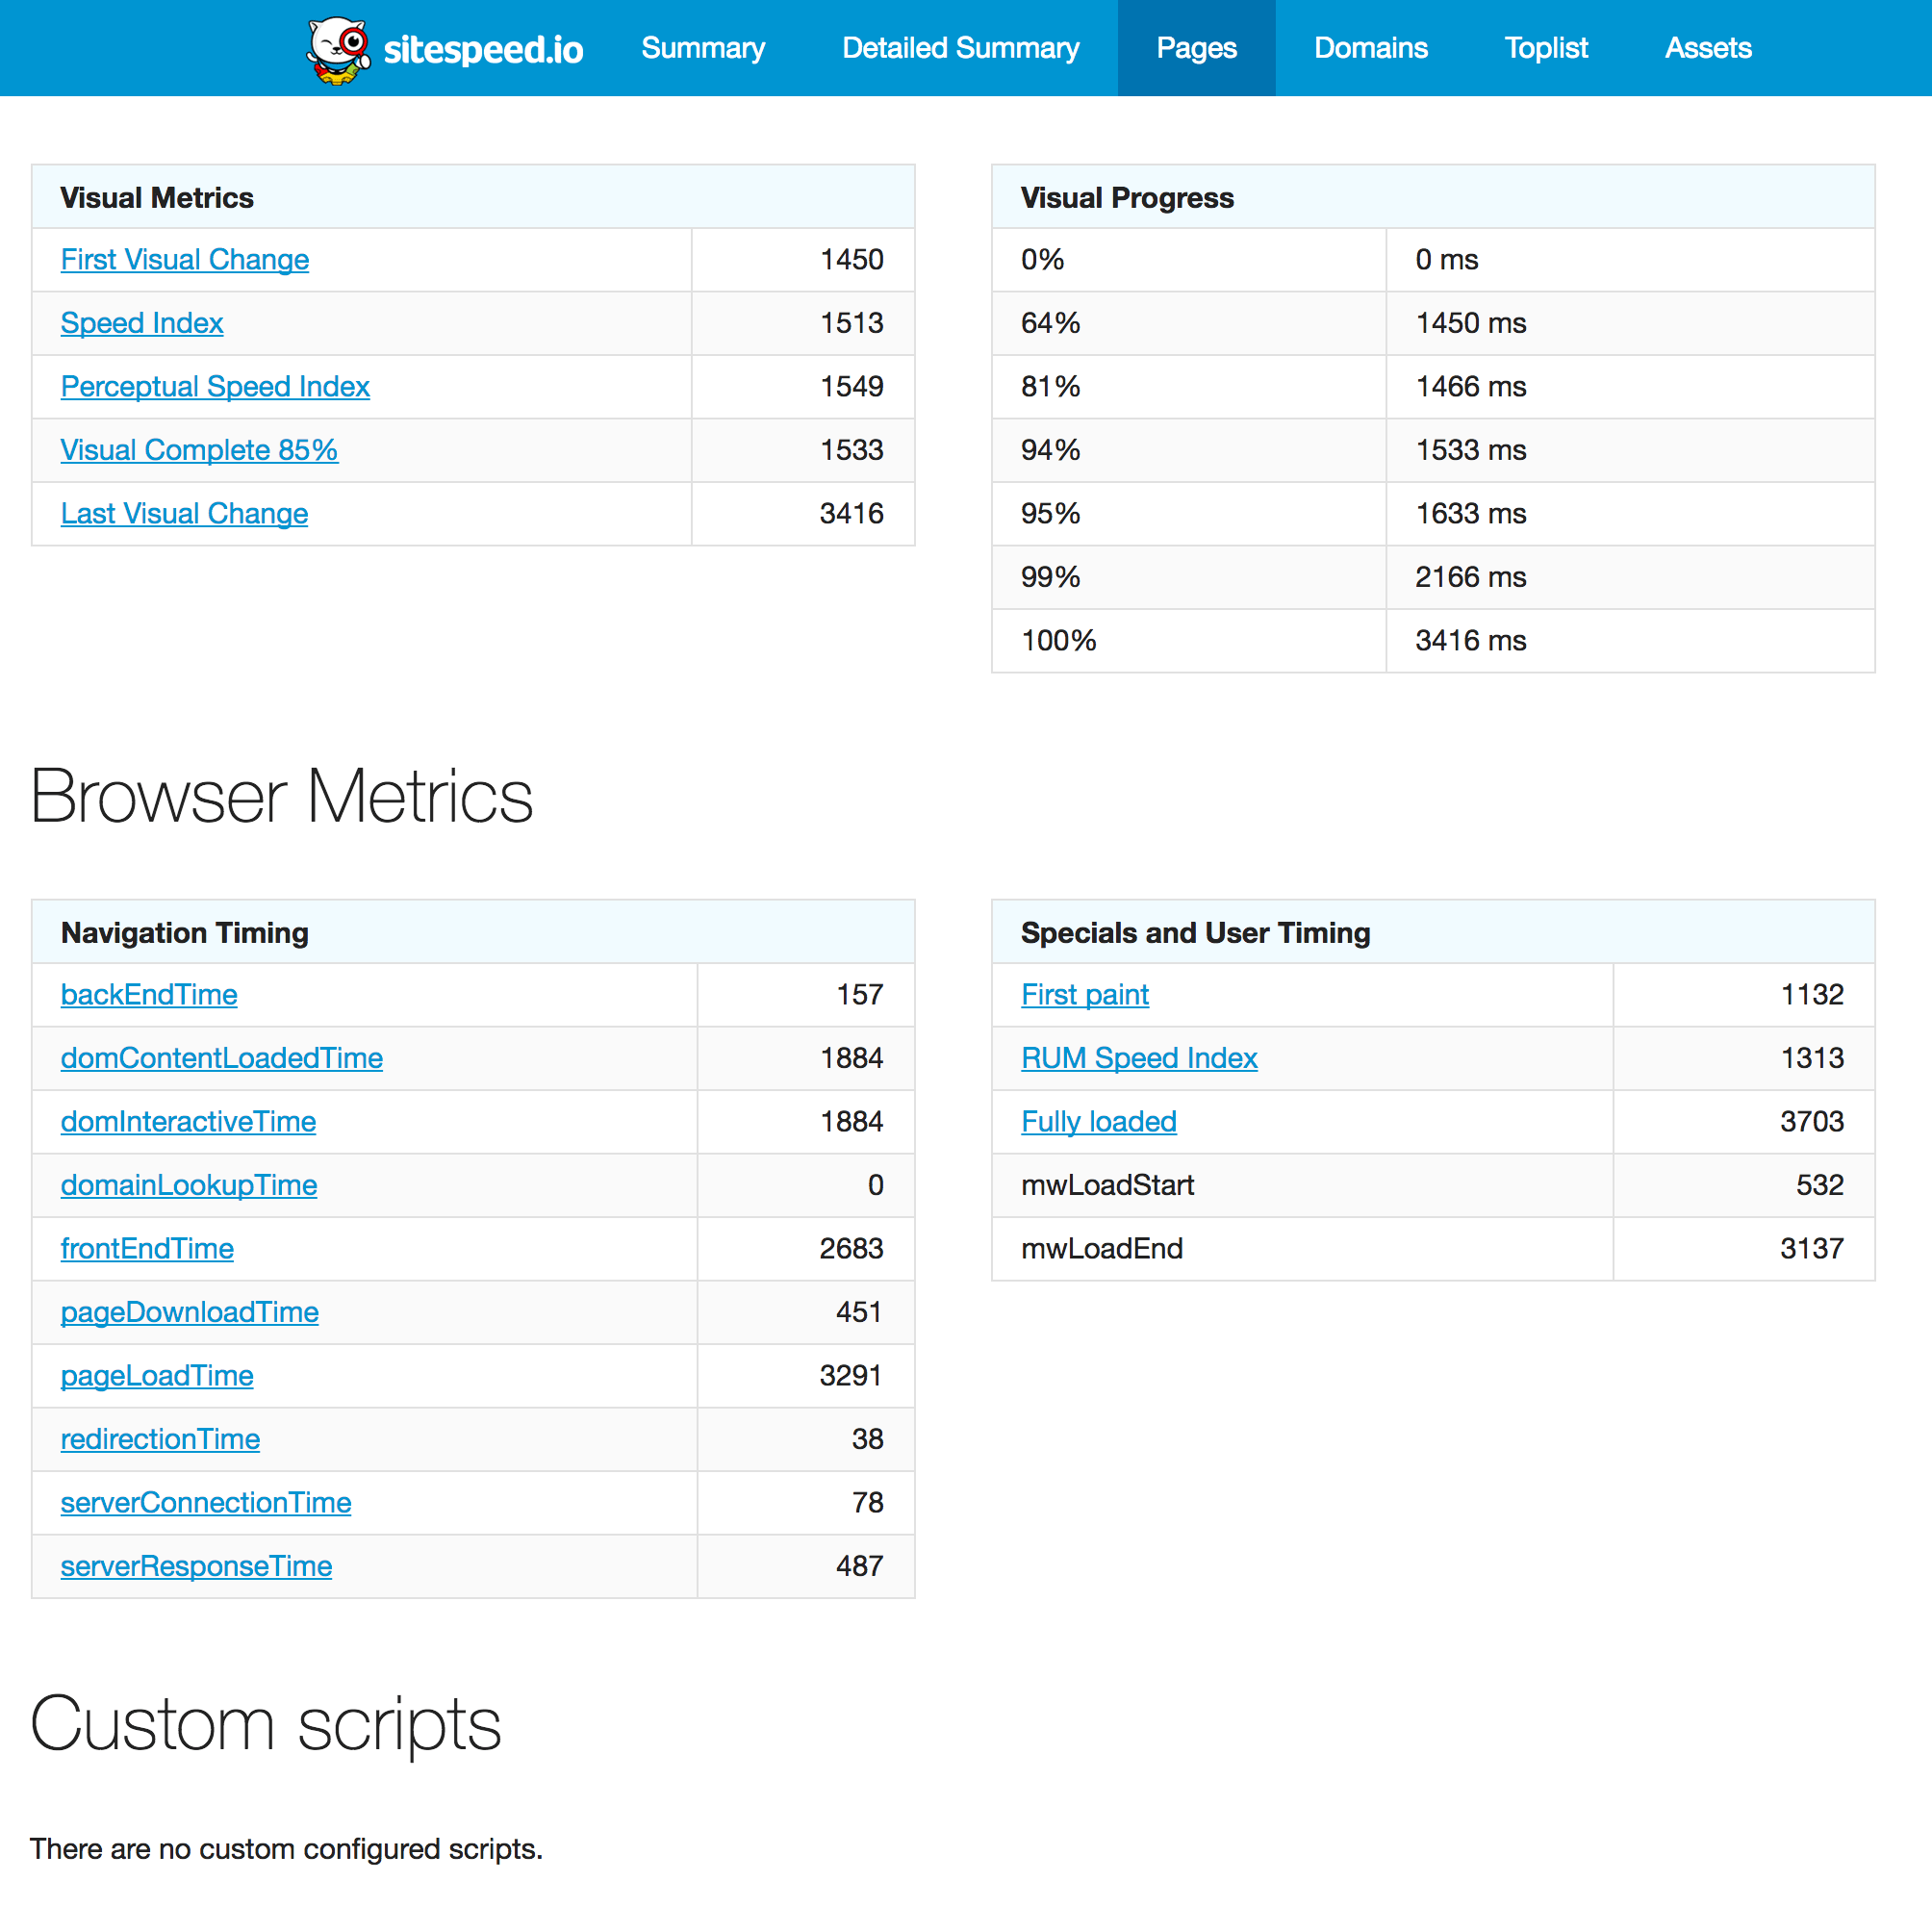 sitespeed.io Summary Detailed Summary Pages Domains Toplist Assets
Visual Metrics
First Visual Change 1450
Speed Index 1513
Perceptual Speed Index 1549
Visual Complete 85% 1533
Last Visual Change 3416
Visual Progress
0% 0 ms
64% 1450 ms
81% 1466 ms
94% 1533 ms
95% 1633 ms
99% 2166 ms
100% 3416 ms
Browser Metrics
Navigation Timing
backEndTime 157
domContentLoadedTime 1884
domInteractiveTime 1884
domainLookupTime 0
frontEndTime 2683
pageDownloadTime 451
pageLoadTime 3291
redirectionTime 38
serverConnectionTime 78
serverResponseTime 487
Specials and User Timing
First paint 1132
RUM Speed Index 1313
Fully loaded 3703
mwLoadStart 532
mwLoadEnd 3137
Custom scripts
There are no custom configured scripts.